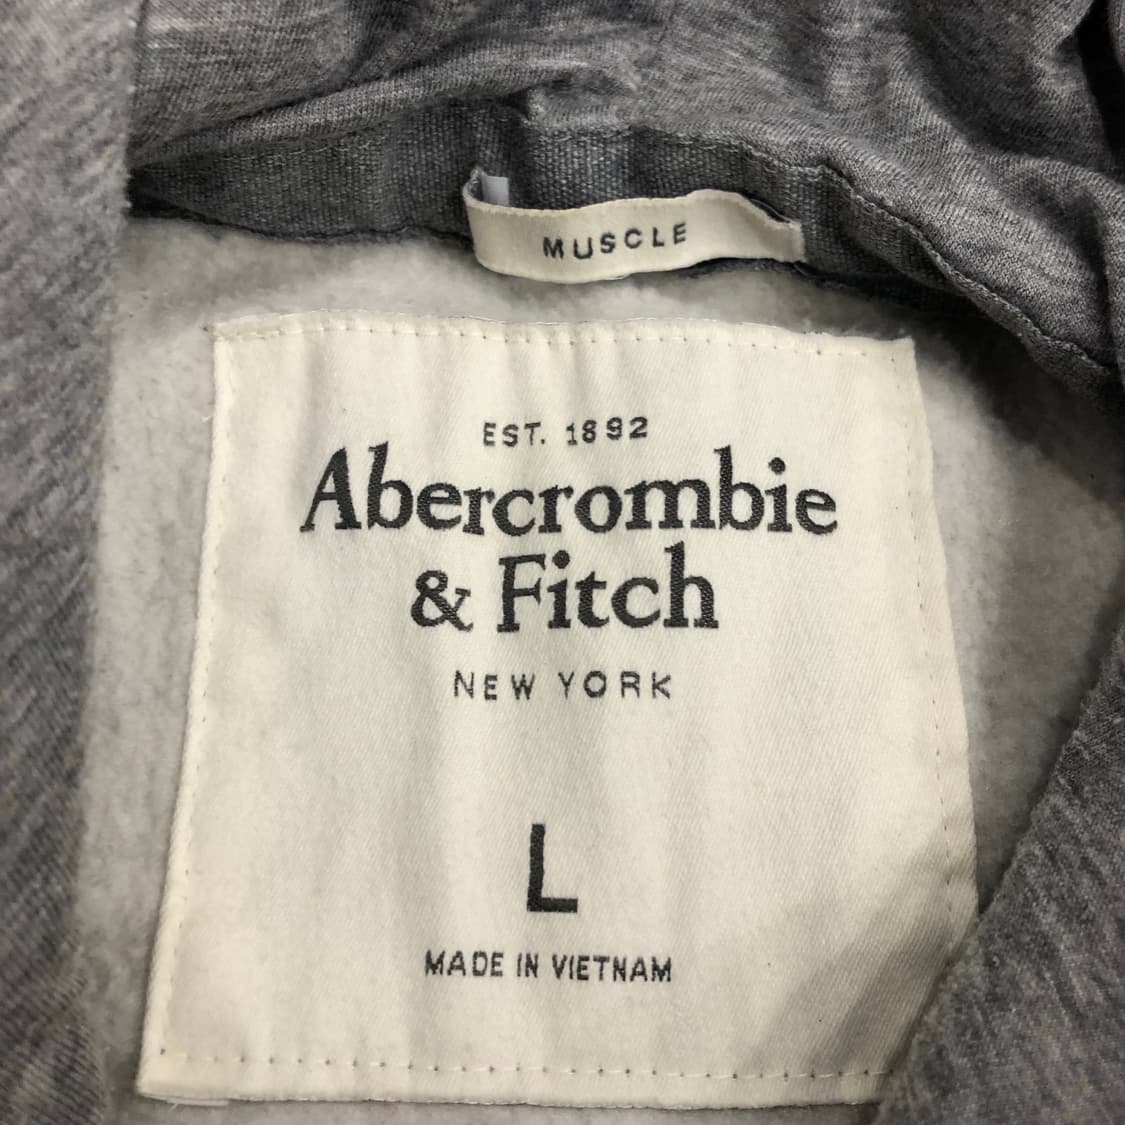 MUSCLE
EST. 1892
Abercrombie
& Fitch
NEW YORK
L
MADE IN VIETNAM